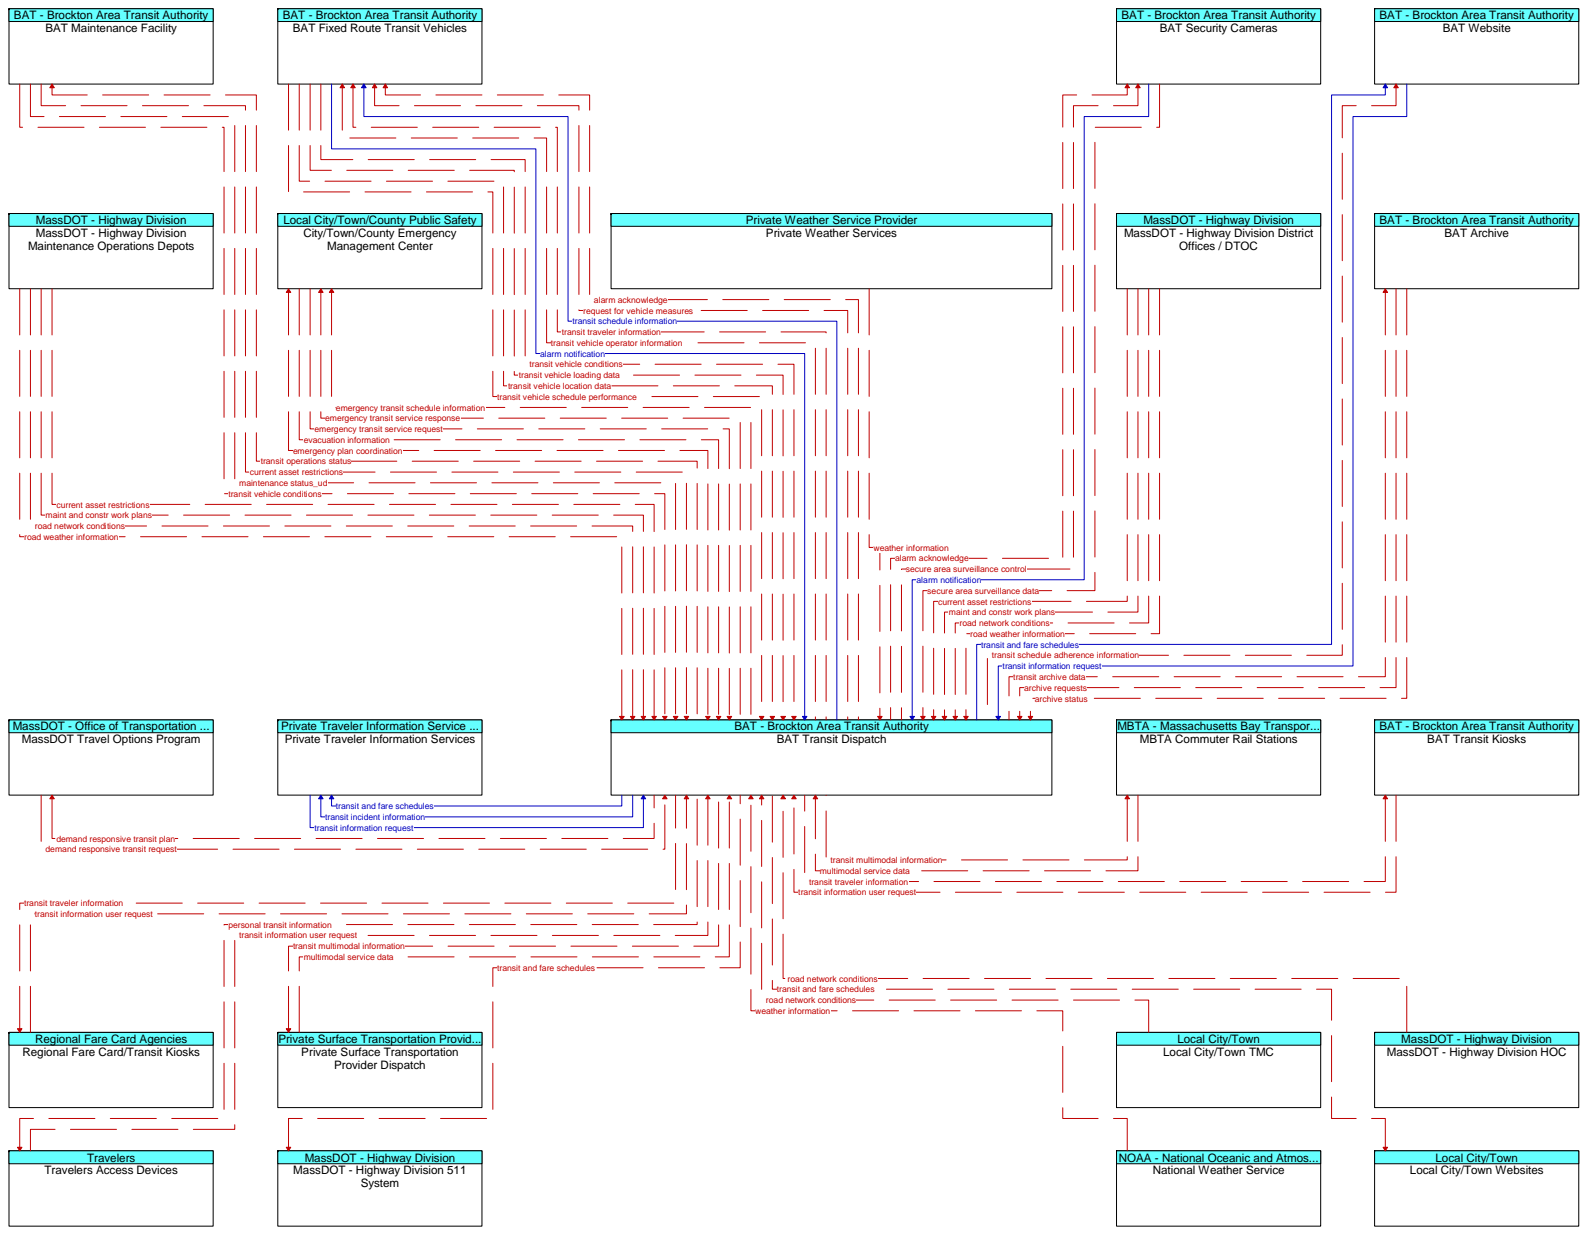 BAT - Brockton Area Transit Authority
BAT Maintenance Facility
BAT - Brockton Area Transit Authority
BAT Fixed Route Transit Vehicles
BAT - Brockton Area Transit Authority
BAT Security Cameras
BAT - Brockton Area Transit Authority
BAT Website
MassDOT - Highway Division
MassDOT - Highway Division
Maintenance Operations Depots
Local City/Town/County Public Safety
City/Town/County Emergency
Management Center
Private Weather Service Provider
Private Weather Services
MassDOT - Highway Division
MassDOT - Highway Division District
Offices / DTOC
BAT - Brockton Area Transit Authority
BAT Archive
alarm acknowledge
request for vehicle measures
transit schedule information
transit traveler information
transit vehicle operator information
alarm notification
transit vehicle conditions
transit vehicle loading data
transit vehicle location data
transit vehicle schedule performance
emergency transit schedule information
emergency transit service response
emergency transit service request
evacuation information
emergency plan coordination
transit operations status
current asset restrictions
maintenance status_ud
transit vehicle conditions
current asset restrictions
maint and constr work plans
road network conditions
road weather information
weather information
alarm acknowledge
secure area surveillance control
alarm notification
secure area surveillance data
current asset restrictions
maint and constr work plans
road network conditions
road weather information
transit and fare schedules
transit schedule adherence information
transit information request
transit archive data
archive requests
archive status
MassDOT - Office of Transportation ...
MassDOT Travel Options Program
Private Traveler Information Service ...
Private Traveler Information Services
BAT - Brockton Area Transit Authority
BAT Transit Dispatch
MBTA - Massachusetts Bay Transpor...
MBTA Commuter Rail Stations
BAT - Brockton Area Transit Authority
BAT Transit Kiosks
transit and fare schedules
transit incident information
transit information request
demand responsive transit plan
demand responsive transit request
transit multimodal information
multimodal service data
transit traveler information
transit information user request
transit traveler information
transit information user request
personal transit information
transit information user request
transit multimodal information
multimodal service data
transit and fare schedules
road network conditions
transit and fare schedules
road network conditions
weather information
Regional Fare Card Agencies
Regional Fare Card/Transit Kiosks
Private Surface Transportation Provid...
Private Surface Transportation
Provider Dispatch
Local City/Town
Local City/Town TMC
MassDOT - Highway Division
MassDOT - Highway Division HOC
Travelers
Travelers Access Devices
MassDOT - Highway Division
MassDOT - Highway Division 511
System
NOAA - National Oceanic and Atmos...
National Weather Service
Local City/Town
Local City/Town Websites